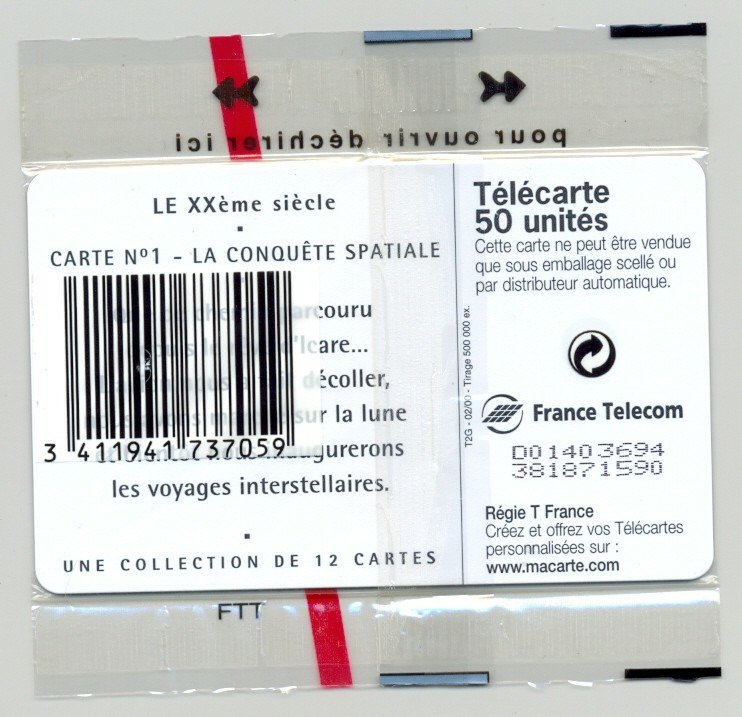 pour ouvrir déchirer ici
LE XXème siècle
CARTE Nº1 - LA CONQUÊTE SPATIALE
parcouru
d'Icare...
décoller,
sur la lune
inaugurerons
les voyages interstellaires.
3 411941 737059
UNE COLLECTION DE 12 CARTES
T2G - 02/00 - Tirage 500 000 ex.
Télécarte
50 unités
Cette carte ne peut être vendue
que sous emballage scellé ou
par distributeur automatique.
France Telecom
D01403694
381871590
Régie T France
Créez et offrez vos Télécartes
personnalisées sur :
www.macarte.com
FTT